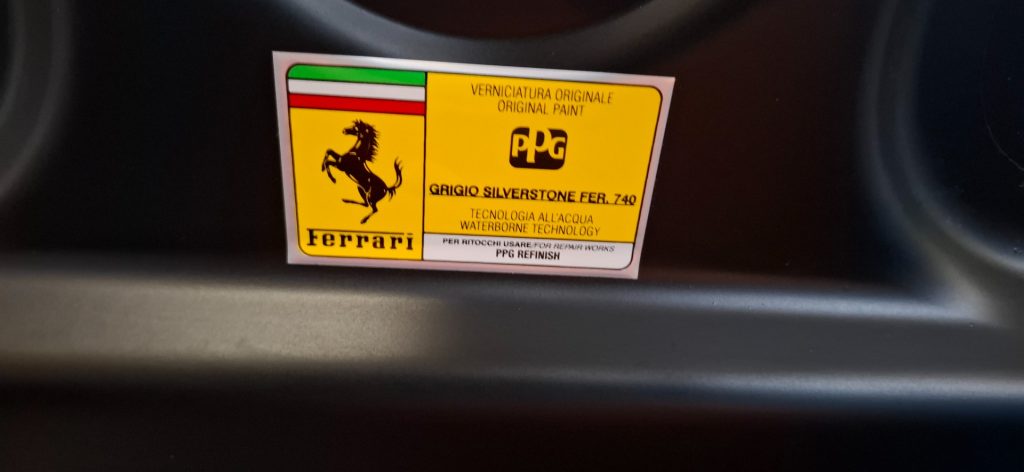 Ferrari
VERNICIATURA ORIGINALE
ORIGINAL PAINT
PPG
GRIGIO SILVERSTONE FER. 740
TECNOLOGIA ALL'ACQUA
WATERBORNE TECHNOLOGY
PER RITOCCHI USARE/FOR REPAIR WORKS
PPG REFINISH